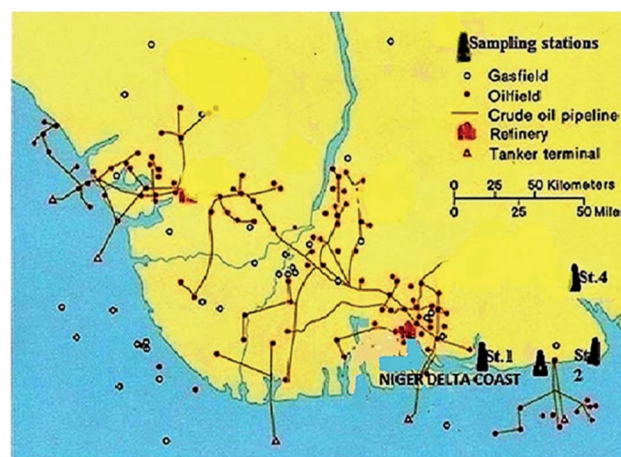 Sampling stations
Gasfield
Oilfield
Crude oil pipeline
Refinery
Tanker terminal
0 25 50 Kilometers
0 25 50 Miles
St.4
St.1
St.
2
NIGER DELTA COAST